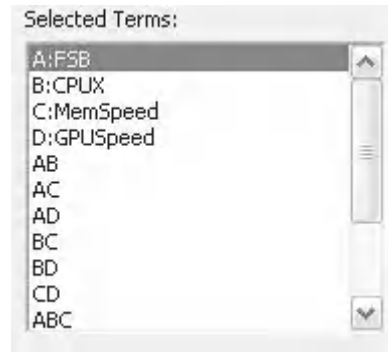 Selected Terms:
A:FSB
B:CPUX
C:MemSpeed
D:GPUSpeed
AB
AC
AD
BC
BD
CD
ABC